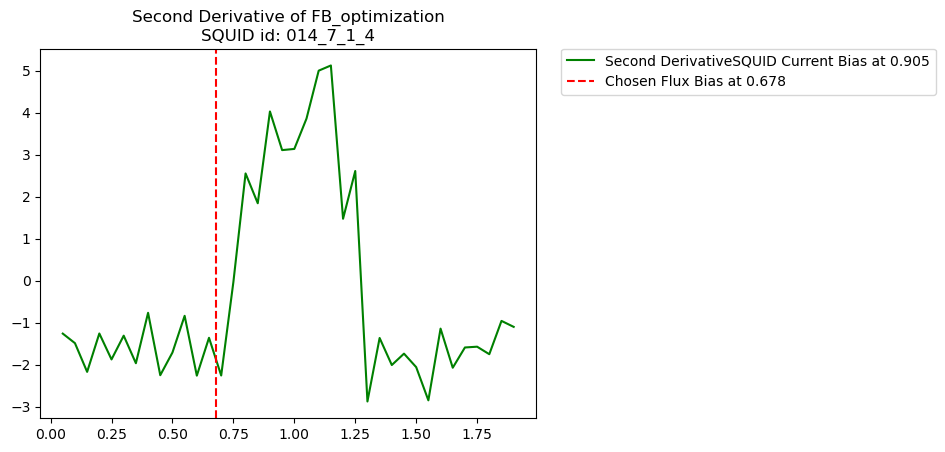 Second Derivative of FB_optimization
SQUID id: 014_7_1_4
Second DerivativeSQUID Current Bias at 0.905
Chosen Flux Bias at 0.678
5
4
3
2
1
0
−1
−2
−3
0.00 0.25 0.50 0.75 1.00 1.25 1.50 1.75